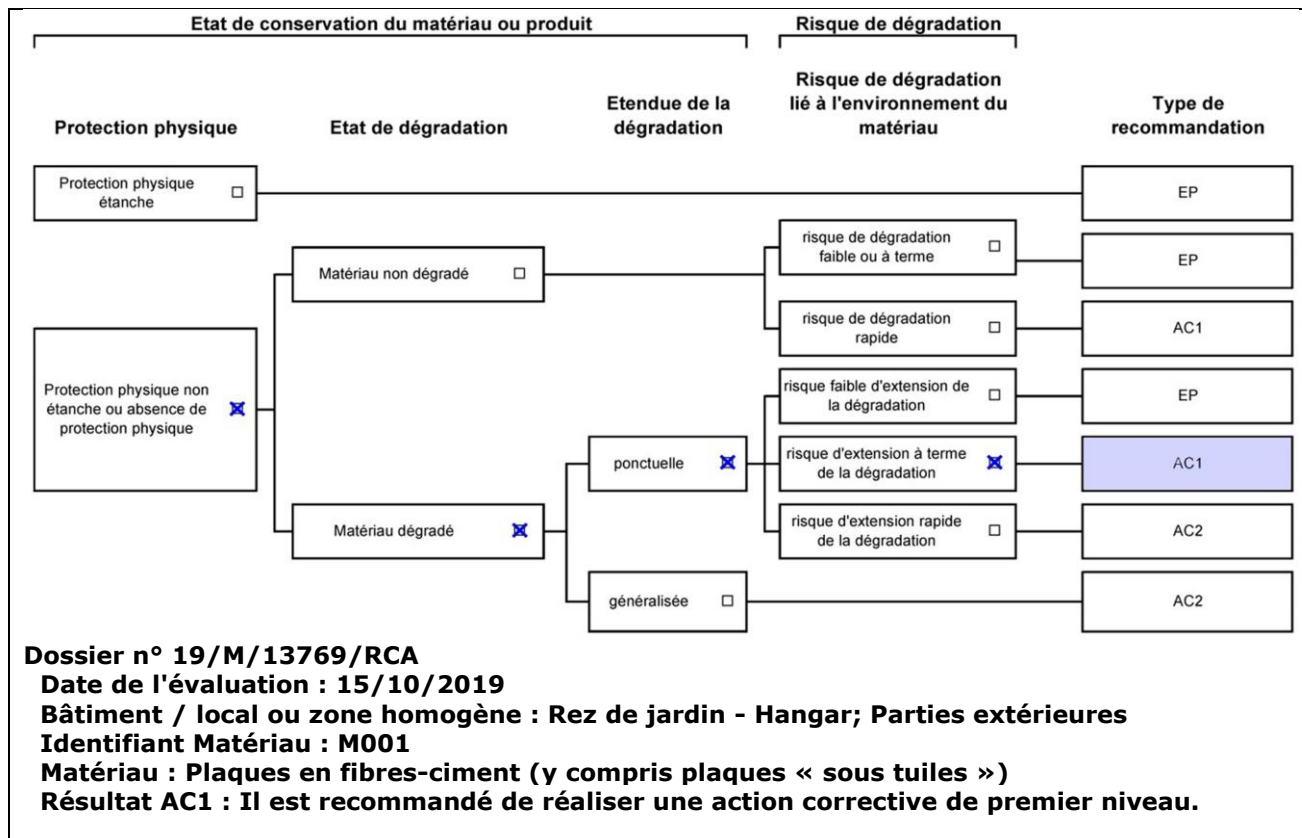 Etat de conservation du matériau ou produit
Risque de dégradation
Protection physique
Etat de dégradation
Etendue de la
dégradation
Risque de dégradation
lié à l'environnement du
matériau
Type de
recommandation
Protection physique
étanche
EP
Matériau non dégradé
risque de dégradation
faible ou à terme
EP
risque de dégradation
rapide
AC1
Protection physique non
étanche ou absence de
protection physique
risque faible d'extension de
la dégradation
EP
ponctuelle
risque d'extension à terme
de la dégradation
AC1
Matériau dégradé
risque d'extension rapide
de la dégradation
AC2
généralisée
AC2
Dossier n° 19/M/13769/RCA
Date de l'évaluation : 15/10/2019
Bâtiment / local ou zone homogène : Rez de jardin - Hangar; Parties extérieures
Identifiant Matériau : M001
Matériau : Plaques en fibres-ciment (y compris plaques « sous tuiles »)
Résultat AC1 : Il est recommandé de réaliser une action corrective de premier niveau.